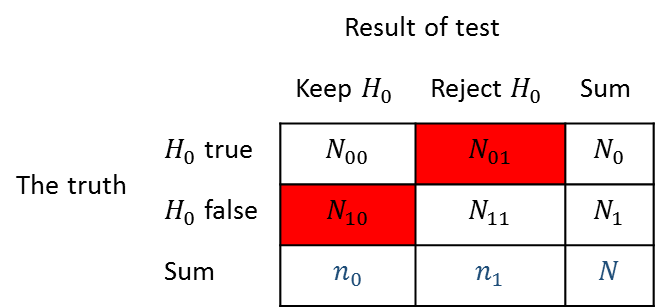 Result of test
Keep H₀ Reject H₀ Sum
H₀ true N₀₀ N₀₁ N₀
The truth
H₀ false N₁₀ N₁₁ N₁
Sum n₀ n₁ N